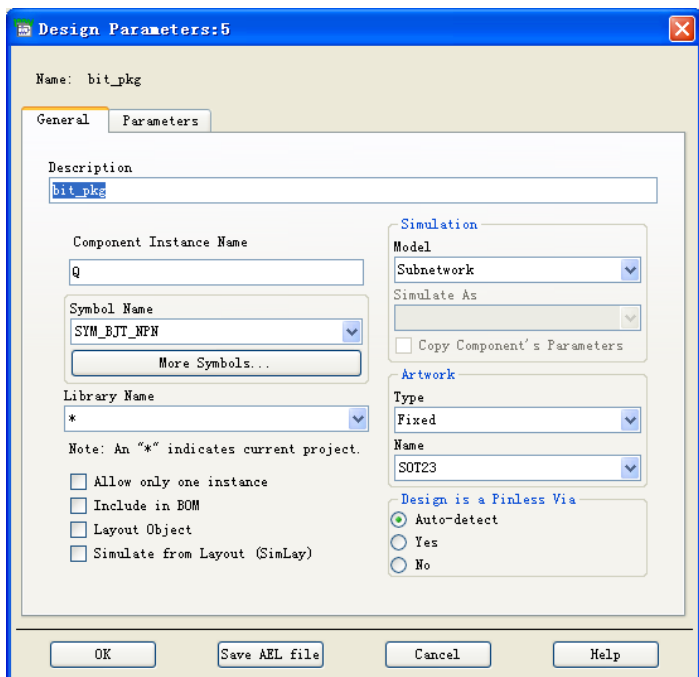 Design Parameters:5
Name: bit_pkg
General Parameters
Description
bit_pkg
Component Instance Name
Q
Symbol Name
SYM_BJT_NPN
More Symbols...
Library Name
*
Note: An "*" indicates current project.
Allow only one instance
Include in BOM
Layout Object
Simulate from Layout (SimLay)
Simulation
Model
Subnetwork
Simulate As
Copy Component's Parameters
Artwork
Type
Fixed
Name
SOT23
Design is a Pinless Via
Auto-detect
Yes
No
OK Save AEL file Cancel Help